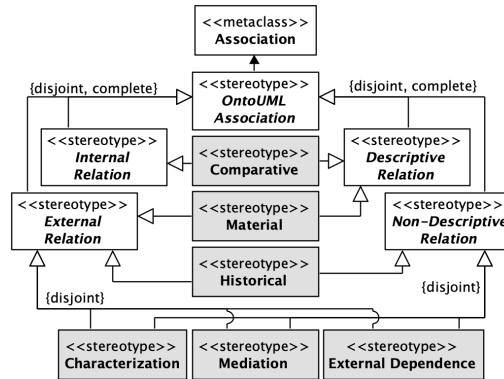 <<metaclass>>
Association
{disjoint, complete}
<<stereotype>>
OntoUML
Association
{disjoint, complete}
<<stereotype>>
Internal
Relation
<<stereotype>>
Comparative
<<stereotype>>
Descriptive
Relation
<<stereotype>>
External
Relation
<<stereotype>>
Material
<<stereotype>>
Non-Descriptive
Relation
<<stereotype>>
Historical
{disjoint}
{disjoint}
<<stereotype>>
Characterization
<<stereotype>>
Mediation
<<stereotype>>
External Dependence